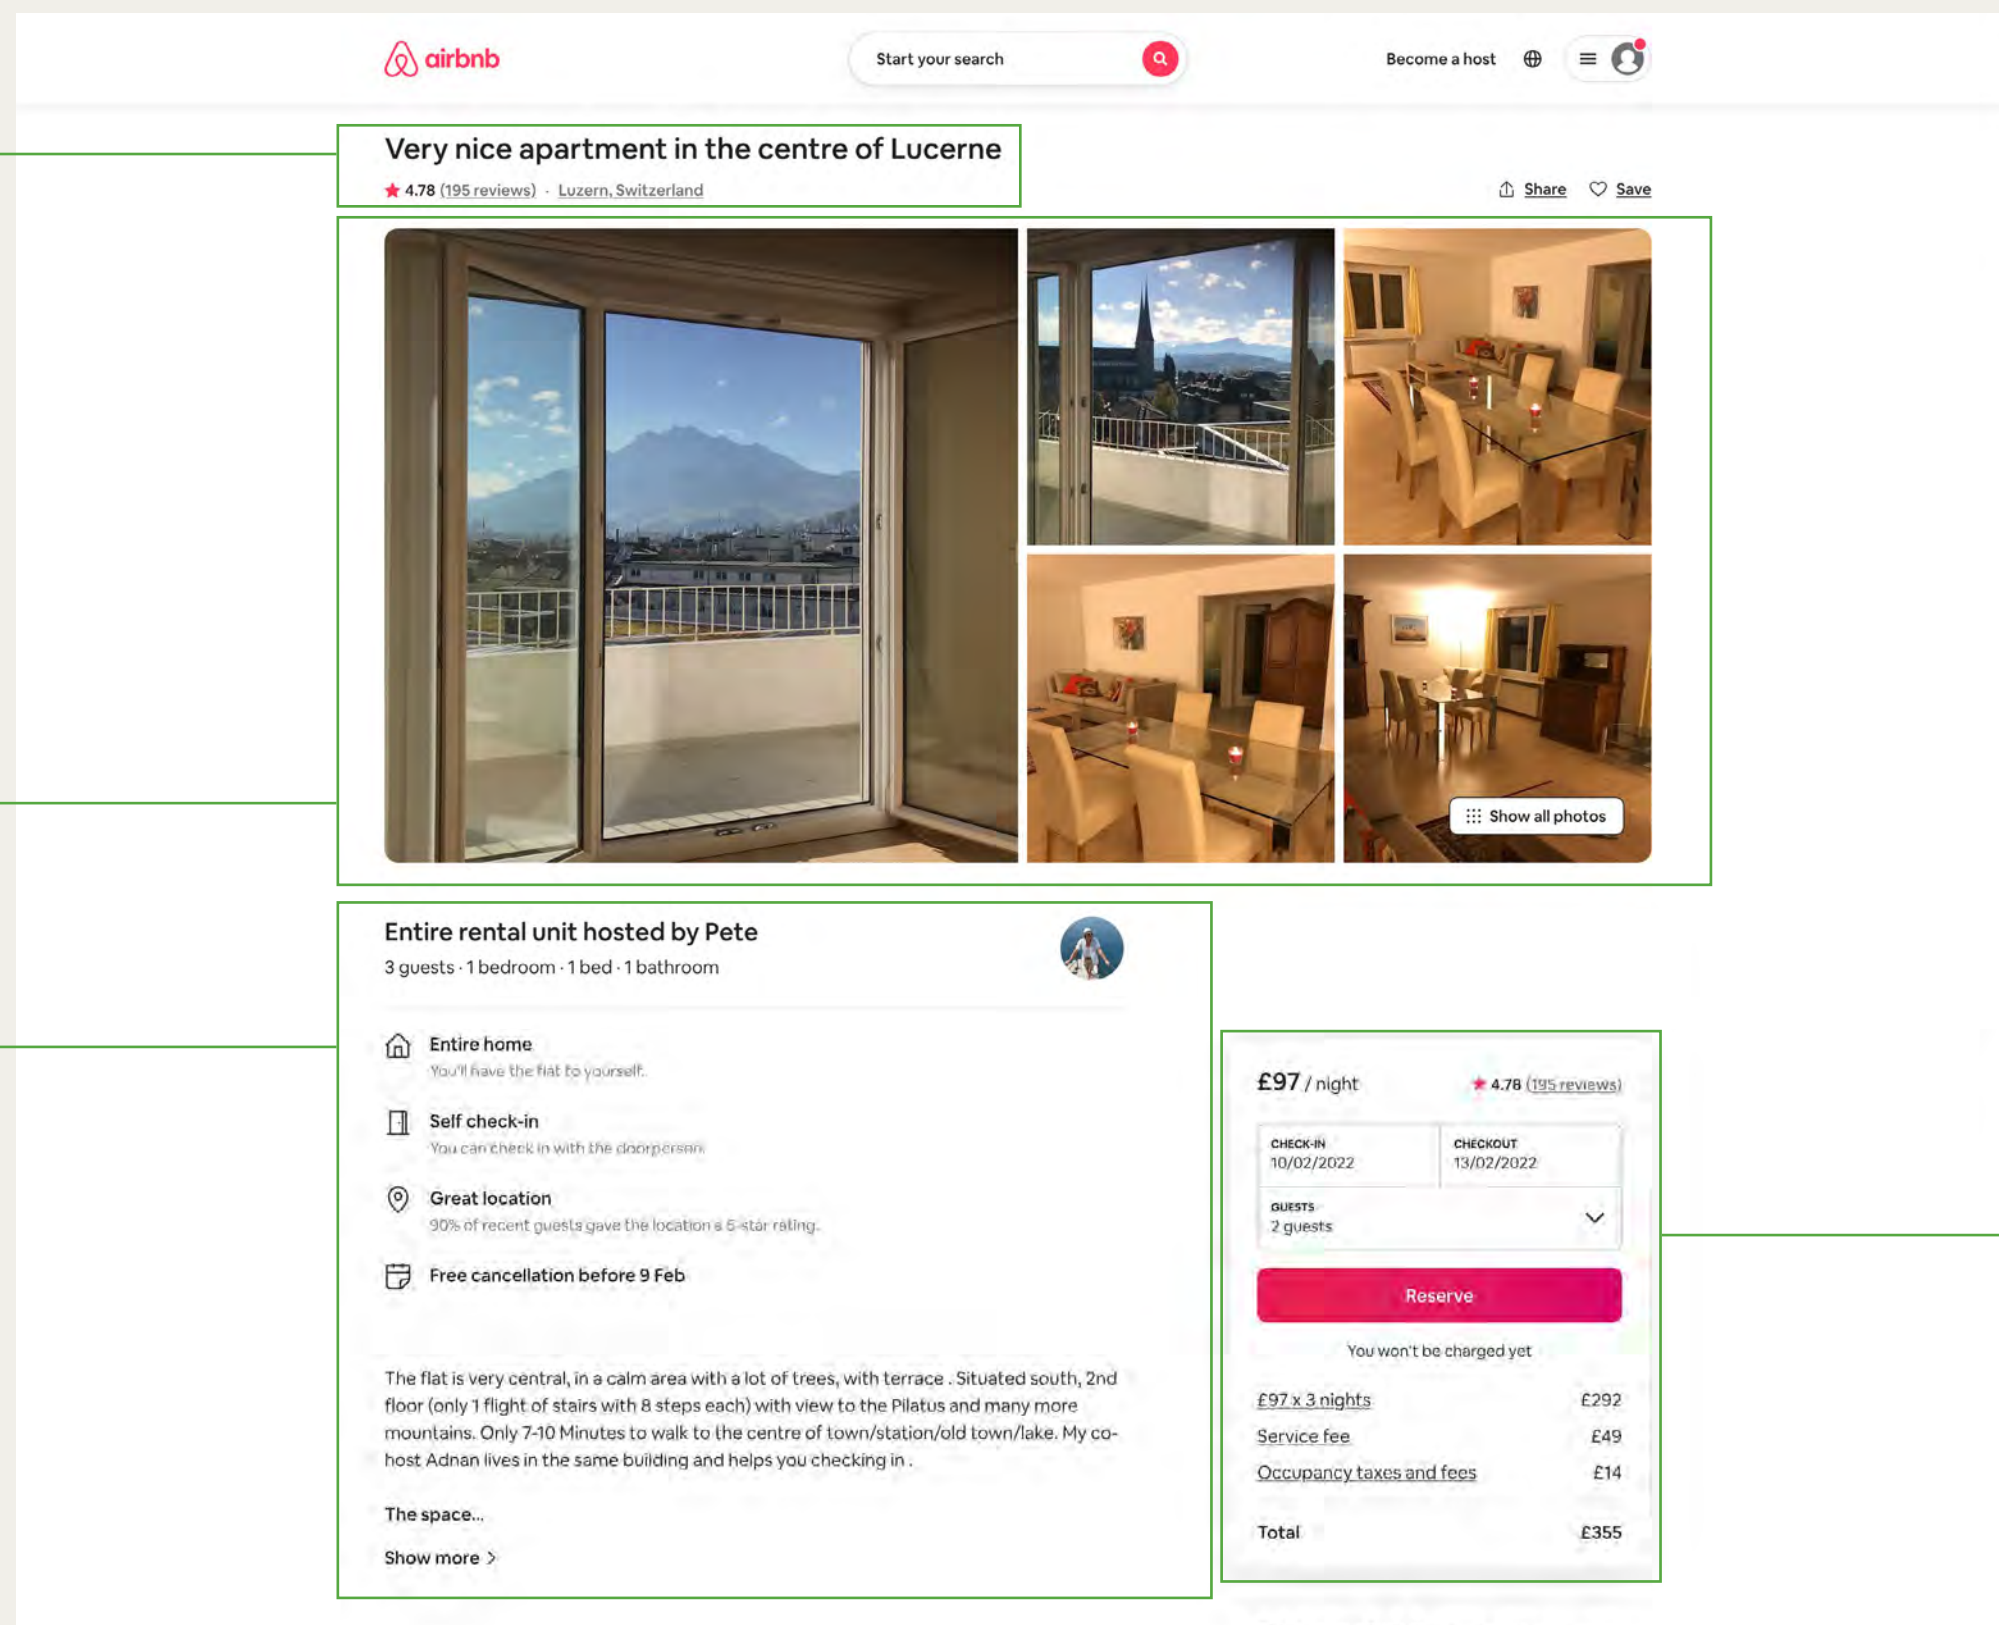 airbnb
Start your search
Become a host
Very nice apartment in the centre of Lucerne
4.78 (195 reviews) · Luzern, Switzerland
Share
Save
Show all photos
Entire rental unit hosted by Pete
3 guests · 1 bedroom · 1 bed · 1 bathroom
Entire home
You'll have the flat to yourself.
Self check-in
You can check in with the doorperson.
Great location
90% of recent guests gave the location a 5-star rating.
Free cancellation before 9 Feb
The flat is very central, in a calm area with a lot of trees, with terrace . Situated south, 2nd
floor (only 1 flight of stairs with 8 steps each) with view to the Pilatus and many more
mountains. Only 7-10 Minutes to walk to the centre of town/station/old town/lake. My co-
host Adnan lives in the same building and helps you checking in .
The space...
Show more
£97 / night
4.78 (195 reviews)
CHECK-IN
10/02/2022
CHECKOUT
13/02/2022
GUESTS
2 guests
Reserve
You won't be charged yet
£97 x 3 nights £292
Service fee £49
Occupancy taxes and fees £14
Total £355